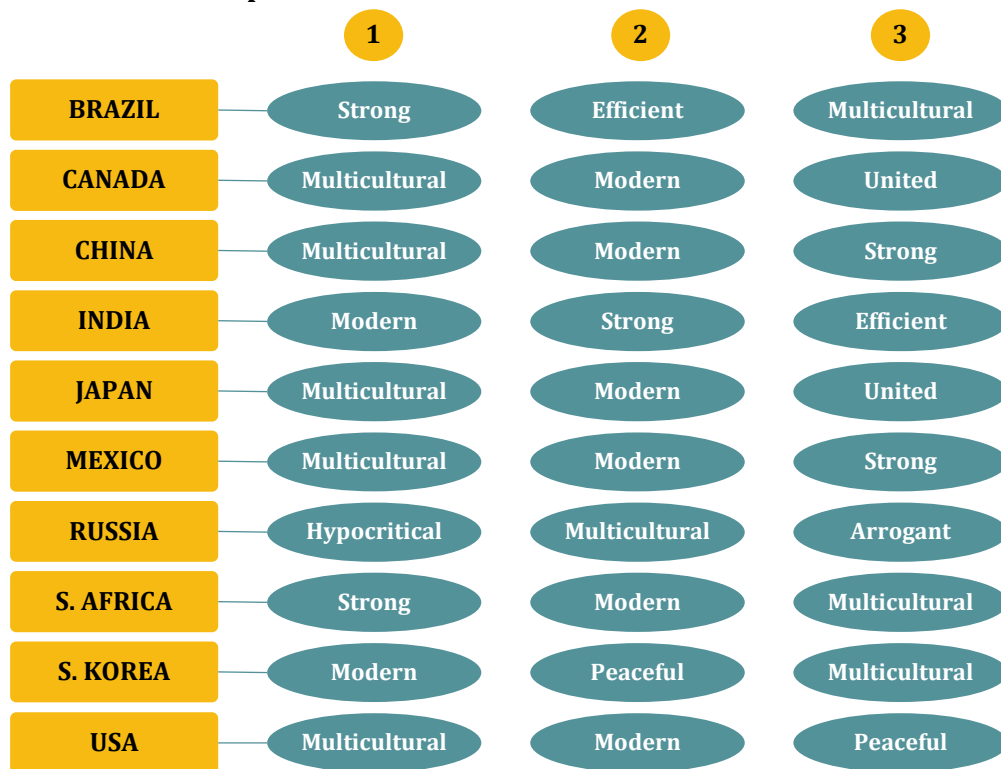 1 2 3
BRAZIL Strong Efficient Multicultural
CANADA Multicultural Modern United
CHINA Multicultural Modern Strong
INDIA Modern Strong Efficient
JAPAN Multicultural Modern United
MEXICO Multicultural Modern Strong
RUSSIA Hypocritical Multicultural Arrogant
S. AFRICA Strong Modern Multicultural
S. KOREA Modern Peaceful Multicultural
USA Multicultural Modern Peaceful